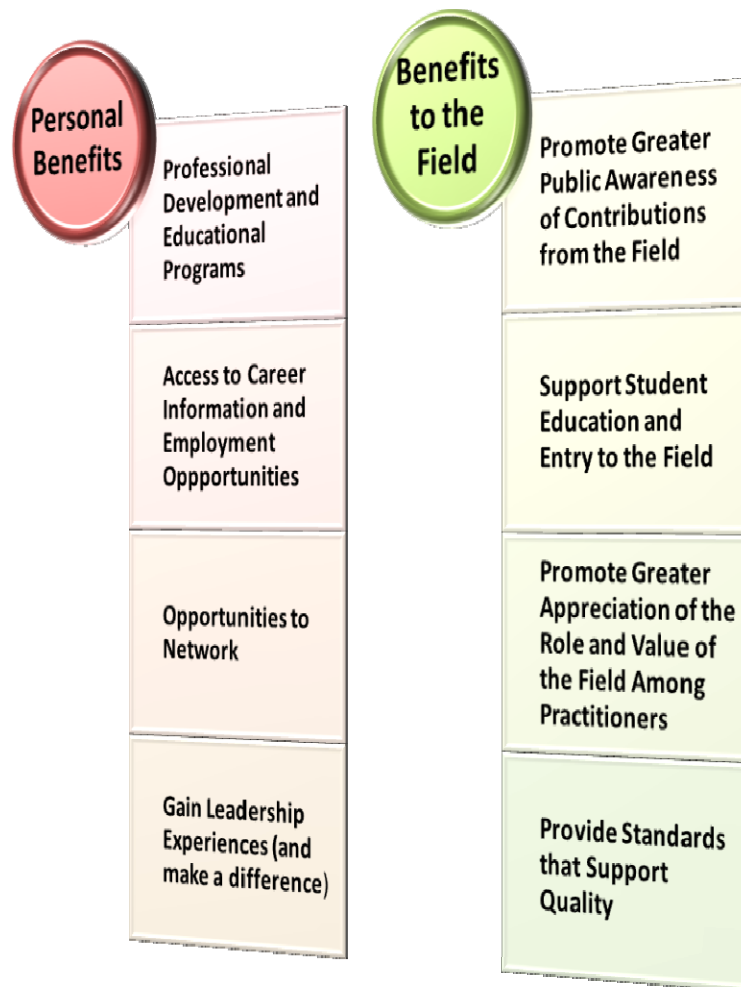 Personal
Benefits
Professional
Development and
Educational
Programs
Access to Career
Information and
Employment
Oppportunities
Opportunities to
Network
Gain Leadership
Experiences (and
make a difference)
Benefits
to the
Field
Promote Greater
Public Awareness
of Contributions
from the Field
Support Student
Education and
Entry to the Field
Promote Greater
Appreciation of the
Role and Value of
the Field Among
Practitioners
Provide Standards
that Support
Quality